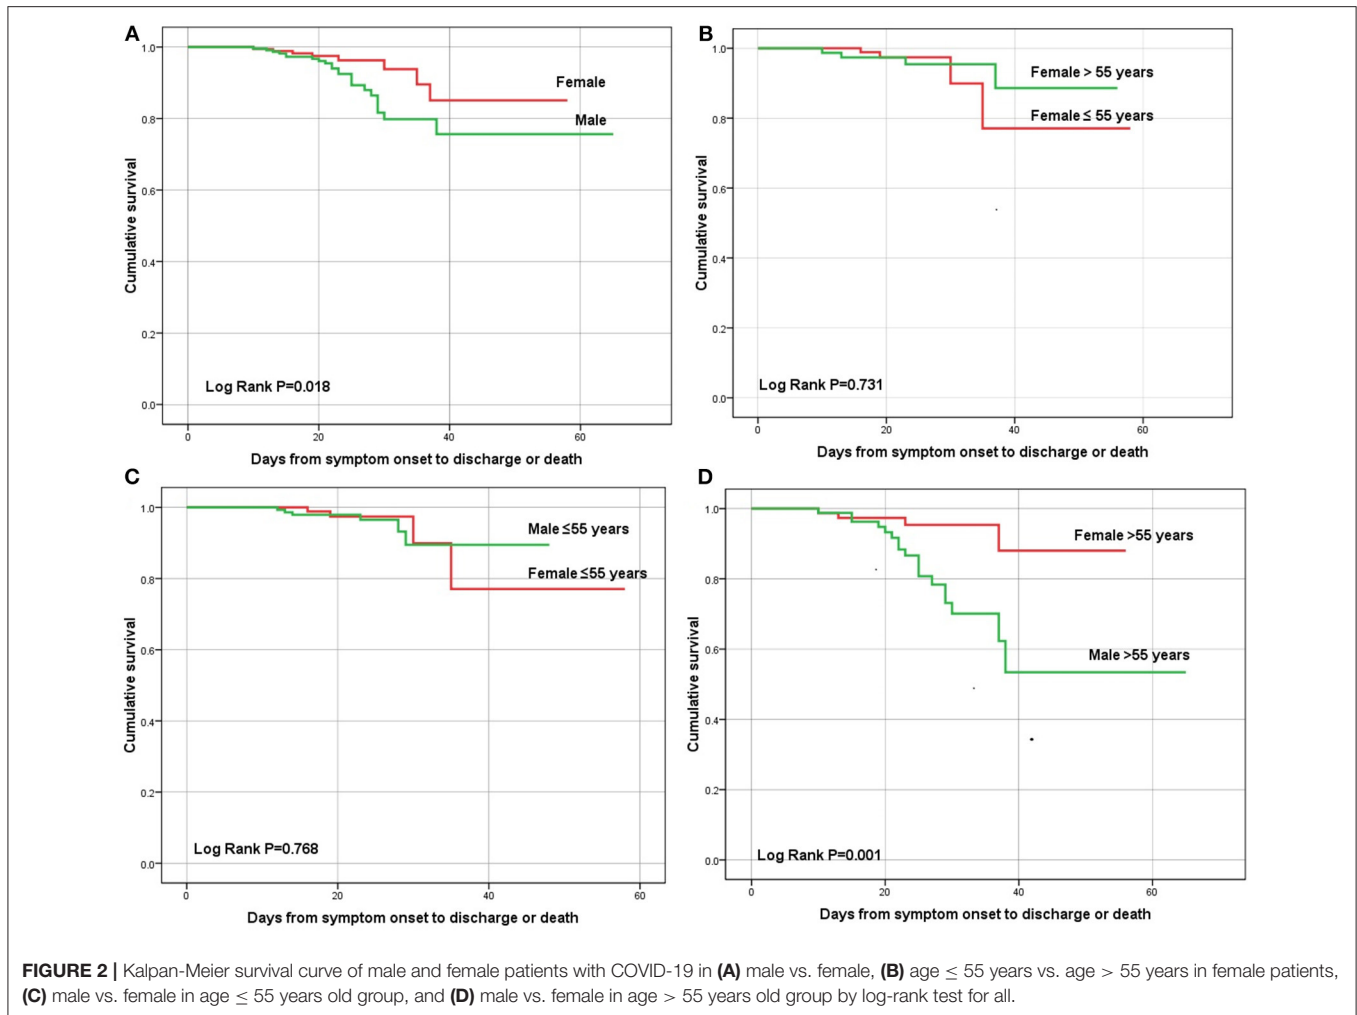 A
1.0
0.8
0.6
0.4
0.2
0.0
Cumulative survival
Female
Male
Log Rank P=0.018
0 20 40 60
Days from symptom onset to discharge or death
B
1.0
0.8
0.6
0.4
0.2
0.0
Cumulative survival
Female > 55 years
Female ≤ 55 years
Log Rank P=0.731
0 20 40 60
Days from symptom onset to discharge or death
C
1.0
0.8
0.6
0.4
0.2
0.0
Cumulative survival
Male ≤55 years
Female ≤55 years
Log Rank P=0.768
0 20 40 60
Days from symptom onset to discharge or death
D
1.0
0.8
0.6
0.4
0.2
0.0
Cumulative survival
Female >55 years
Male >55 years
Log Rank P=0.001
0 20 40 60
Days from symptom onset to discharge or death
FIGURE 2 | Kalpan-Meier survival curve of male and female patients with COVID-19 in (A) male vs. female, (B) age ≤ 55 years vs. age > 55 years in female patients,
(C) male vs. female in age ≤ 55 years old group, and (D) male vs. female in age > 55 years old group by log-rank test for all.